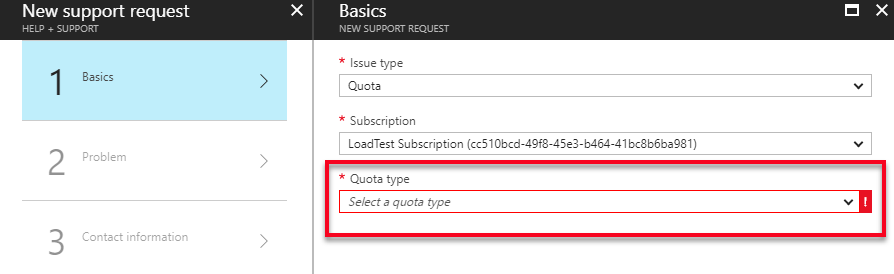 New support request
HELP + SUPPORT
1 Basics
2 Problem
3 Contact information
Basics
NEW SUPPORT REQUEST
* Issue type
Quota
* Subscription
LoadTest Subscription (cc510bcd-49f8-45e3-b464-41bc8b6ba981)
* Quota type
Select a quota type !